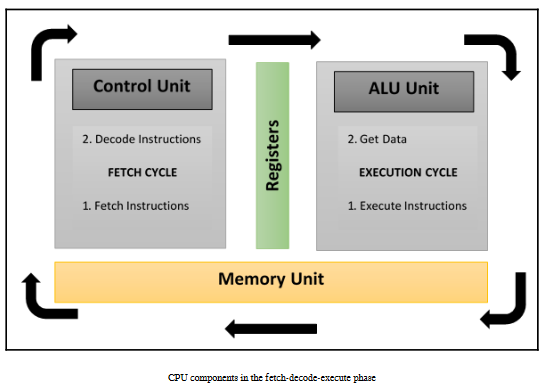 Control Unit
2. Decode Instructions
FETCH CYCLE
1. Fetch Instructions
Registers
ALU Unit
2. Get Data
EXECUTION CYCLE
1. Execute Instructions
Memory Unit
CPU components in the fetch-decode-execute phase